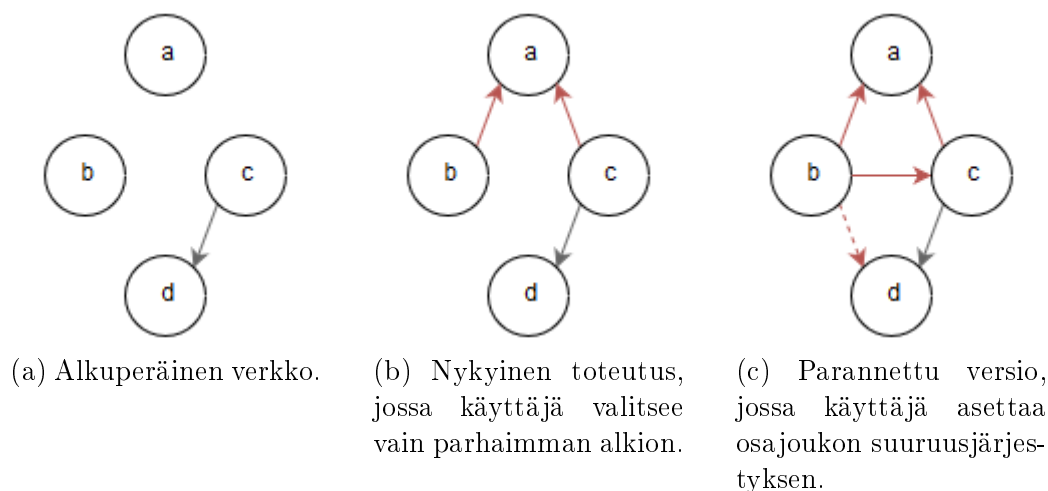 a
b
c
d
a
b
c
d
a
b
c
d
(a) Alkuperäinen verkko.
(b) Nykyinen toteutus,
jossa käyttäjä valitsee
vain parhaimman alkion.
(c) Parannettu versio,
jossa käyttäjä asettaa
osajoukon suuruusjärjes-
tyksen.